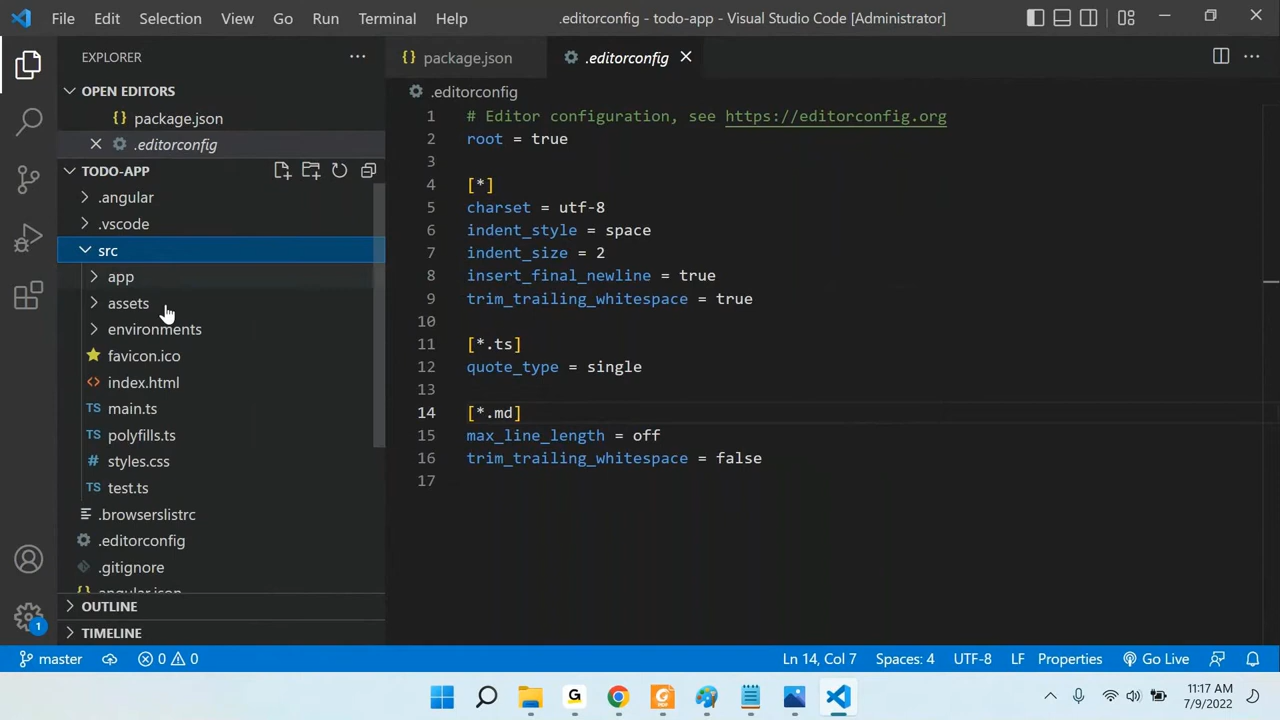 File Edit Selection View Go Run Terminal Help .editorconfig - todo-app - Visual Studio Code [Administrator]
EXPLORER
OPEN EDITORS
package.json
.editorconfig
TODO-APP
.angular
.vscode
src
app
assets
environments
favicon.ico
index.html
main.ts
polyfills.ts
styles.css
test.ts
.browserslistrc
.editorconfig
.gitignore
angular.json
OUTLINE
TIMELINE
package.json .editorconfig
.editorconfig
1 # Editor configuration, see https://editorconfig.org
2 root = true
3
4 [*]
5 charset = utf-8
6 indent_style = space
7 indent_size = 2
8 insert_final_newline = true
9 trim_trailing_whitespace = true
10
11 [*.ts]
12 quote_type = single
13
14 [*.md]
15 max_line_length = off
16 trim_trailing_whitespace = false
17
1
master 0 0 Ln 14, Col 7 Spaces: 4 UTF-8 LF Properties Go Live
11:17 AM
7/9/2022